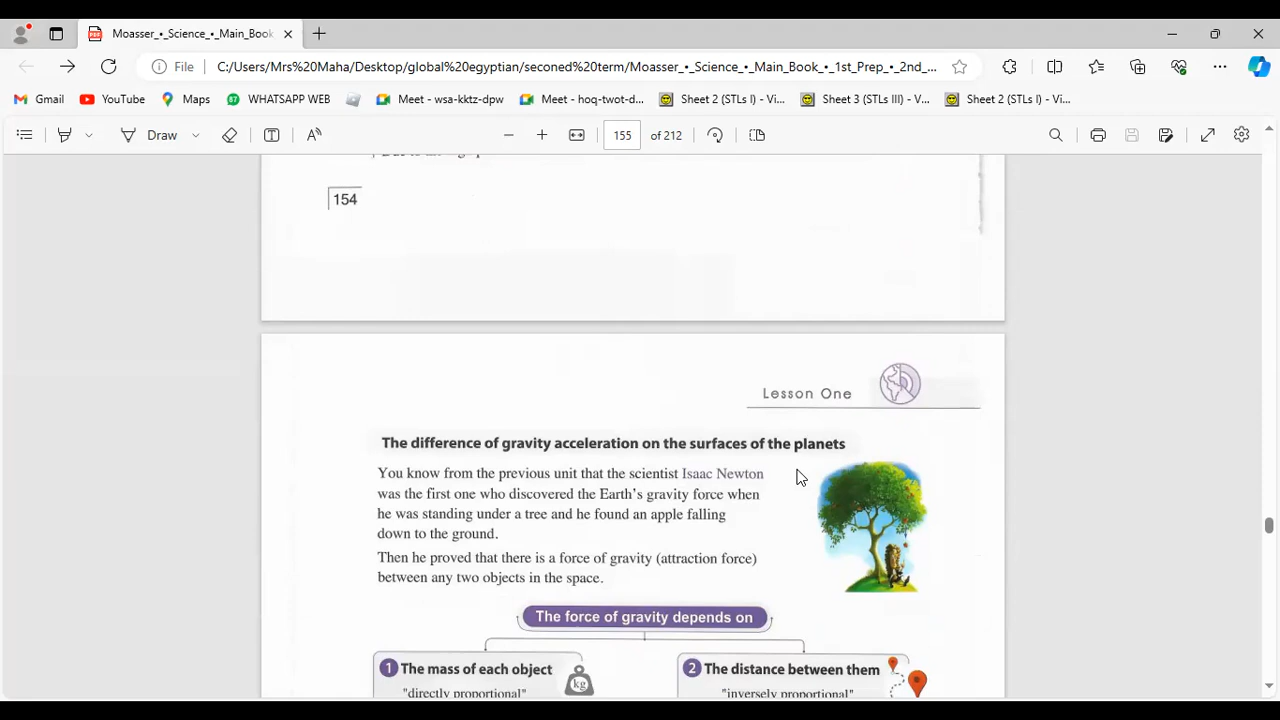 Moasser_•_Science_•_Main_Book
File
C:/Users/Mrs%20Maha/Desktop/global%20egyptian/seconed%20term/Moasser_•_Science_•_Main_Book_•_1st_Prep_•_2nd_...
Gmail
YouTube
Maps
87
WHATSAPP WEB
Meet - wsa-kktz-dpw
Meet - hoq-twot-d...
Sheet 2 (STLs I) - Vi...
Sheet 3 (STLs III) - V...
Sheet 2 (STLs I) - Vi...
Draw
155
of 212
154
Lesson One
The difference of gravity acceleration on the surfaces of the planets
You know from the previous unit that the scientist Isaac Newton
was the first one who discovered the Earth's gravity force when
he was standing under a tree and he found an apple falling
down to the ground.
Then he proved that there is a force of gravity (attraction force)
between any two objects in the space.
The force of gravity depends on
1 The mass of each object
kg
"directly proportional"
2 The distance between them
"inversely proportional"